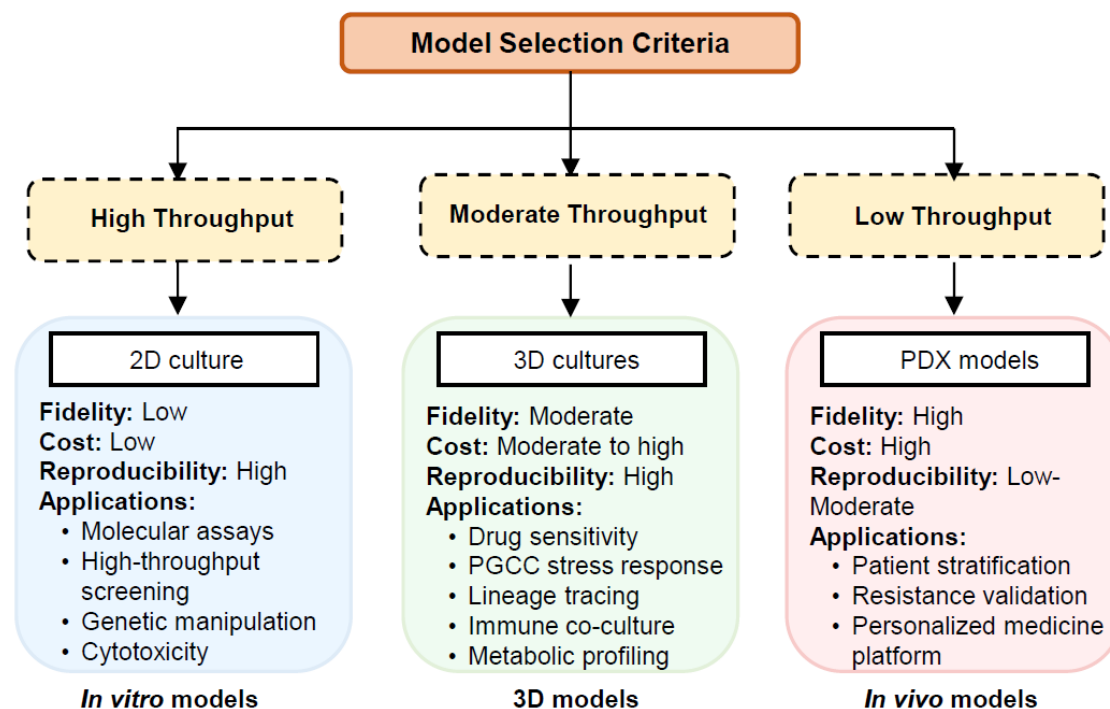 Model Selection Criteria
High Throughput
Moderate Throughput
Low Throughput
2D culture
Fidelity: Low
Cost: Low
Reproducibility: High
Applications:
• Molecular assays
• High-throughput
screening
• Genetic manipulation
• Cytotoxicity
In vitro models
3D cultures
Fidelity: Moderate
Cost: Moderate to high
Reproducibility: High
Applications:
• Drug sensitivity
• PGCC stress response
• Lineage tracing
• Immune co-culture
• Metabolic profiling
3D models
PDX models
Fidelity: High
Cost: High
Reproducibility: Low-
Moderate
Applications:
• Patient stratification
• Resistance validation
• Personalized medicine
platform
In vivo models